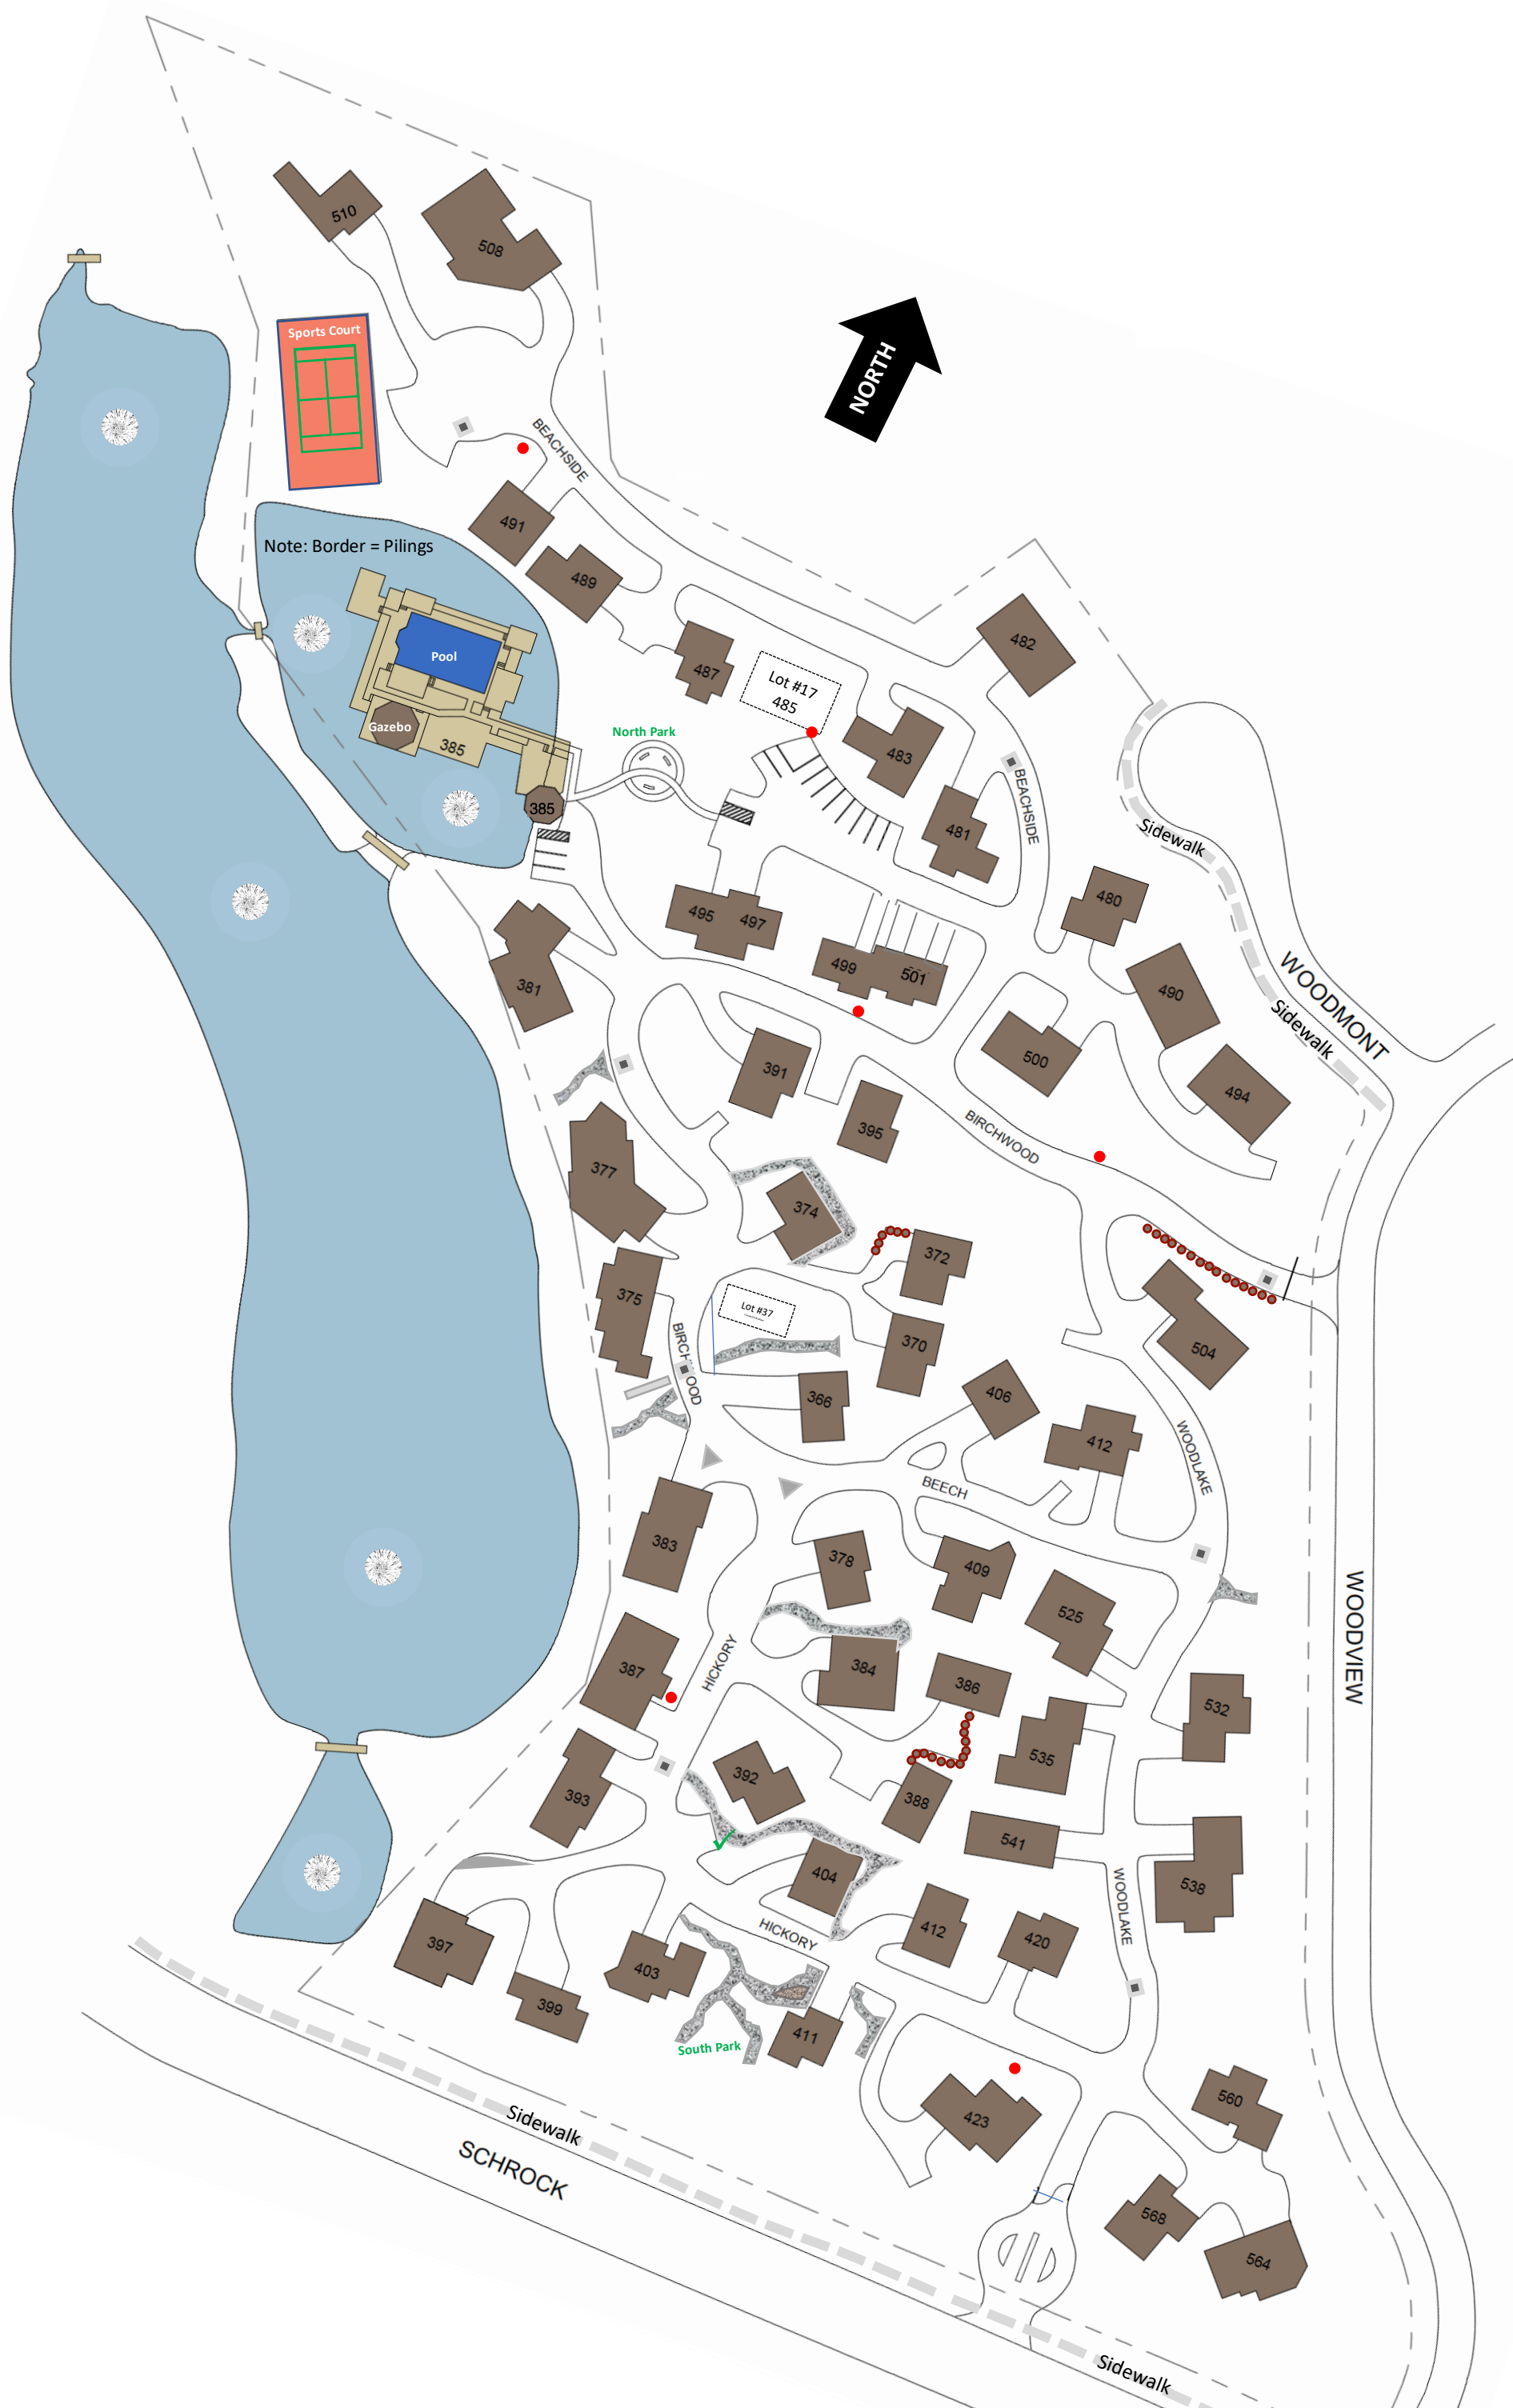 510
508
Sports Court
NORTH
BEACHSIDE
491
Note: Border = Pilings
489
482
487
Pool
Lot #17
485
Gazebo
385
North Park
483
385
481
BEACHSIDE
Sidewalk
480
495
497
499
501
381
490
WOODMONT
Sidewalk
500
391
494
395
BIRCHWOOD
377
374
372
375
Lot #37
370
504
BIRCHWOOD
366
406
412
WOODLAKE
BEECH
383
378
409
525
WOODVIEW
387
HICKORY
384
386
532
535
392
393
388
541
404
538
WOODLAKE
HICKORY
412
420
397
403
399
411
South Park
423
560
Sidewalk
SCHROCK
568
564
Sidewalk